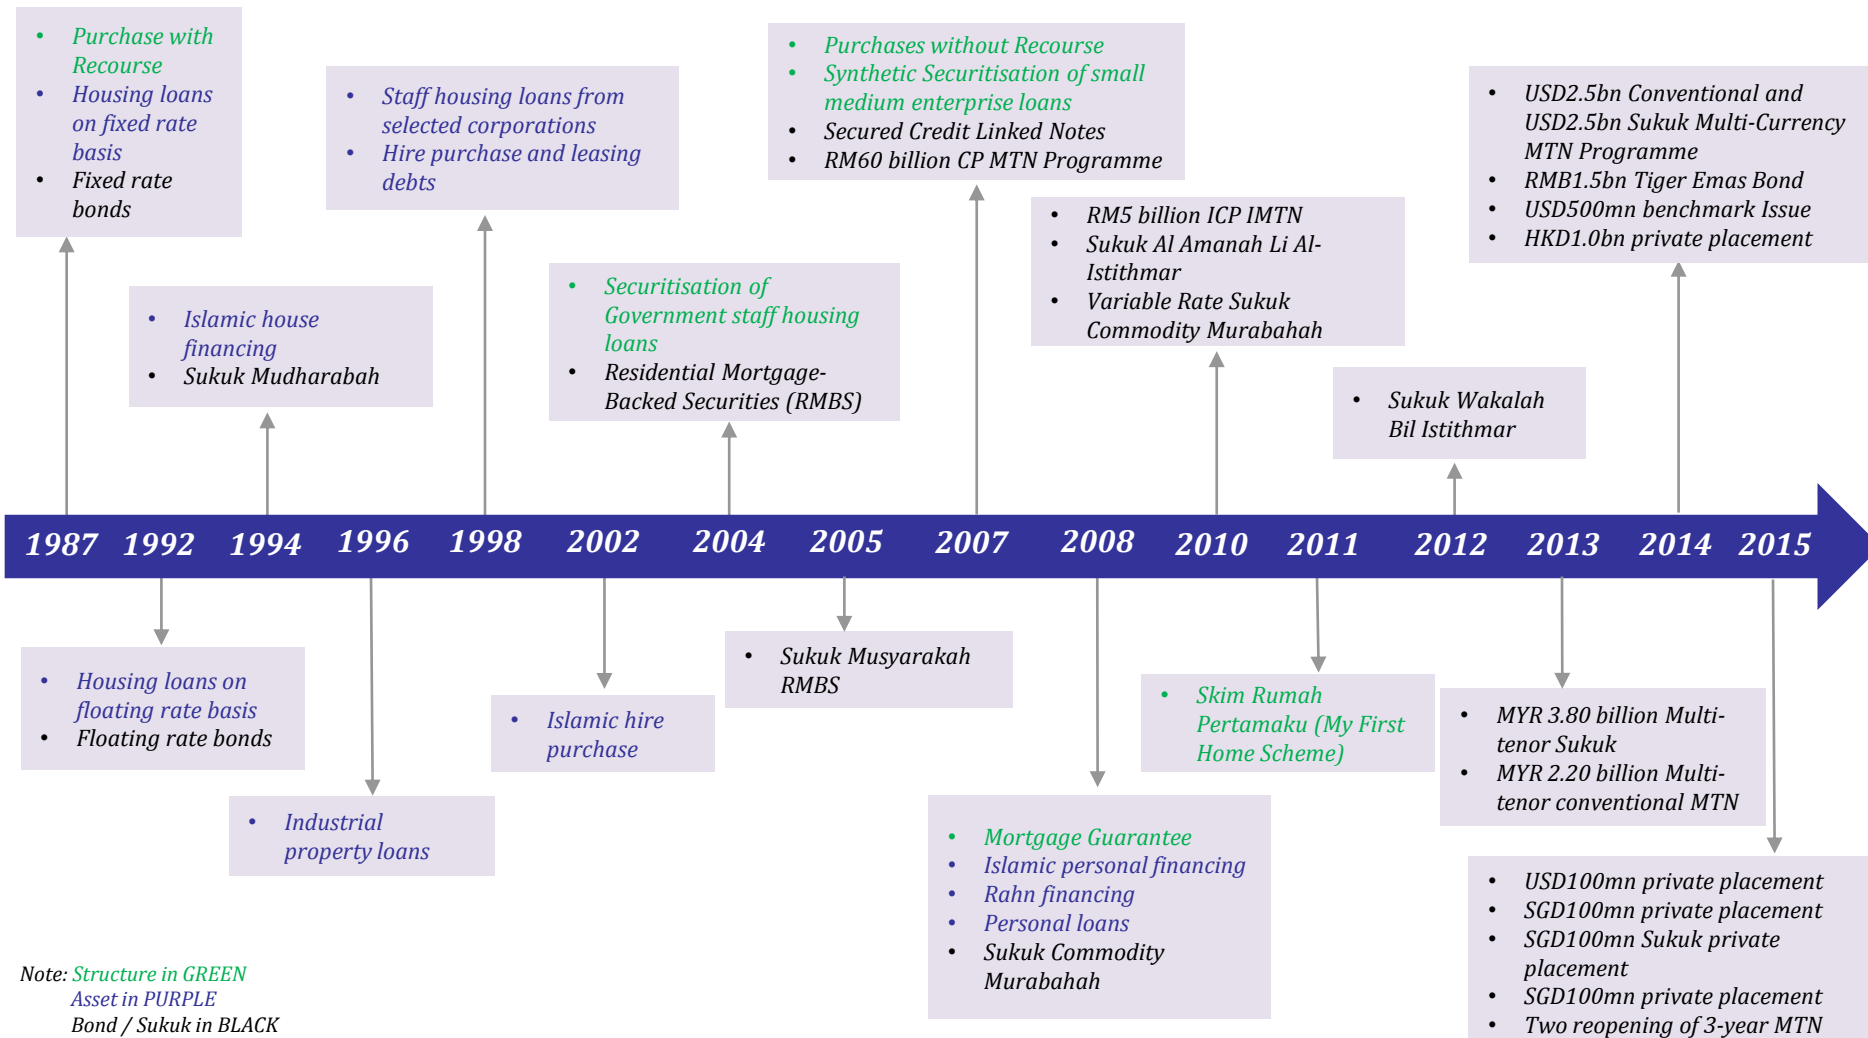 • Purchase with
Recourse
• Housing loans
on fixed rate
basis
• Fixed rate
bonds
• Islamic house
financing
• Sukuk Mudharabah
• Staff housing loans from
selected corporations
• Hire purchase and leasing
debts
• Securitisation of
Government staff housing
loans
• Residential Mortgage-
Backed Securities (RMBS)
• Purchases without Recourse
• Synthetic Securitisation of small
medium enterprise loans
• Secured Credit Linked Notes
• RM60 billion CP MTN Programme
• RM5 billion ICP IMTN
• Sukuk Al Amanah Li Al-
Istithmar
• Variable Rate Sukuk
Commodity Murabahah
• Sukuk Wakalah
Bil Istithmar
• USD2.5bn Conventional and
USD2.5bn Sukuk Multi-Currency
MTN Programme
• RMB1.5bn Tiger Emas Bond
• USD500mn benchmark Issue
• HKD1.0bn private placement
1987 1992 1994 1996 1998 2002 2004 2005 2007 2008 2010 2011 2012 2013 2014 2015
• Housing loans on
floating rate basis
• Floating rate bonds
• Industrial
property loans
• Islamic hire
purchase
• Sukuk Musyarakah
RMBS
• Mortgage Guarantee
• Islamic personal financing
• Rahn financing
• Personal loans
• Sukuk Commodity
Murabahah
• Skim Rumah
Pertamaku (My First
Home Scheme)
• MYR 3.80 billion Multi-
tenor Sukuk
• MYR 2.20 billion Multi-
tenor conventional MTN
• USD100mn private placement
• SGD100mn private placement
• SGD100mn Sukuk private
placement
• SGD100mn private placement
• Two reopening of 3-year MTN
Note: Structure in GREEN
Asset in PURPLE
Bond / Sukuk in BLACK